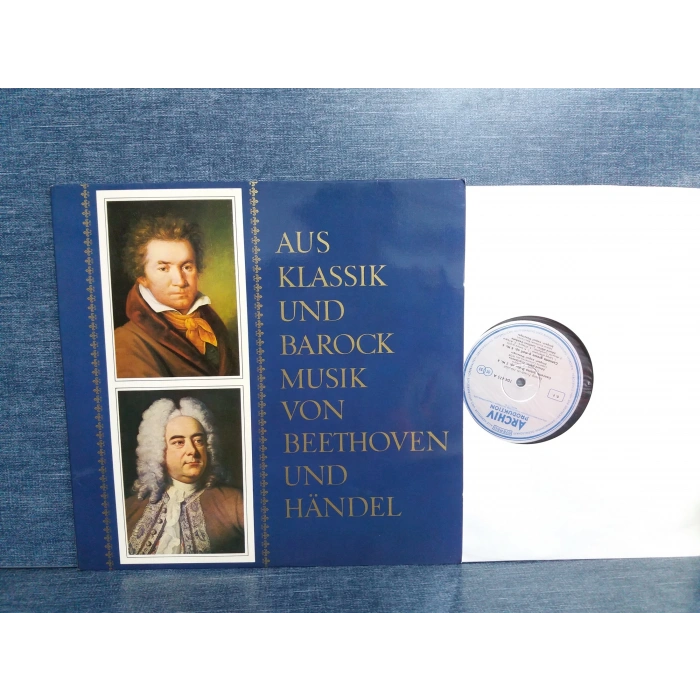 AUS
KLASSIK
UND
BAROCK
MUSIK
VON
BEETHOVEN
UND
HÄNDEL
ARCHIV
PRODUKTION